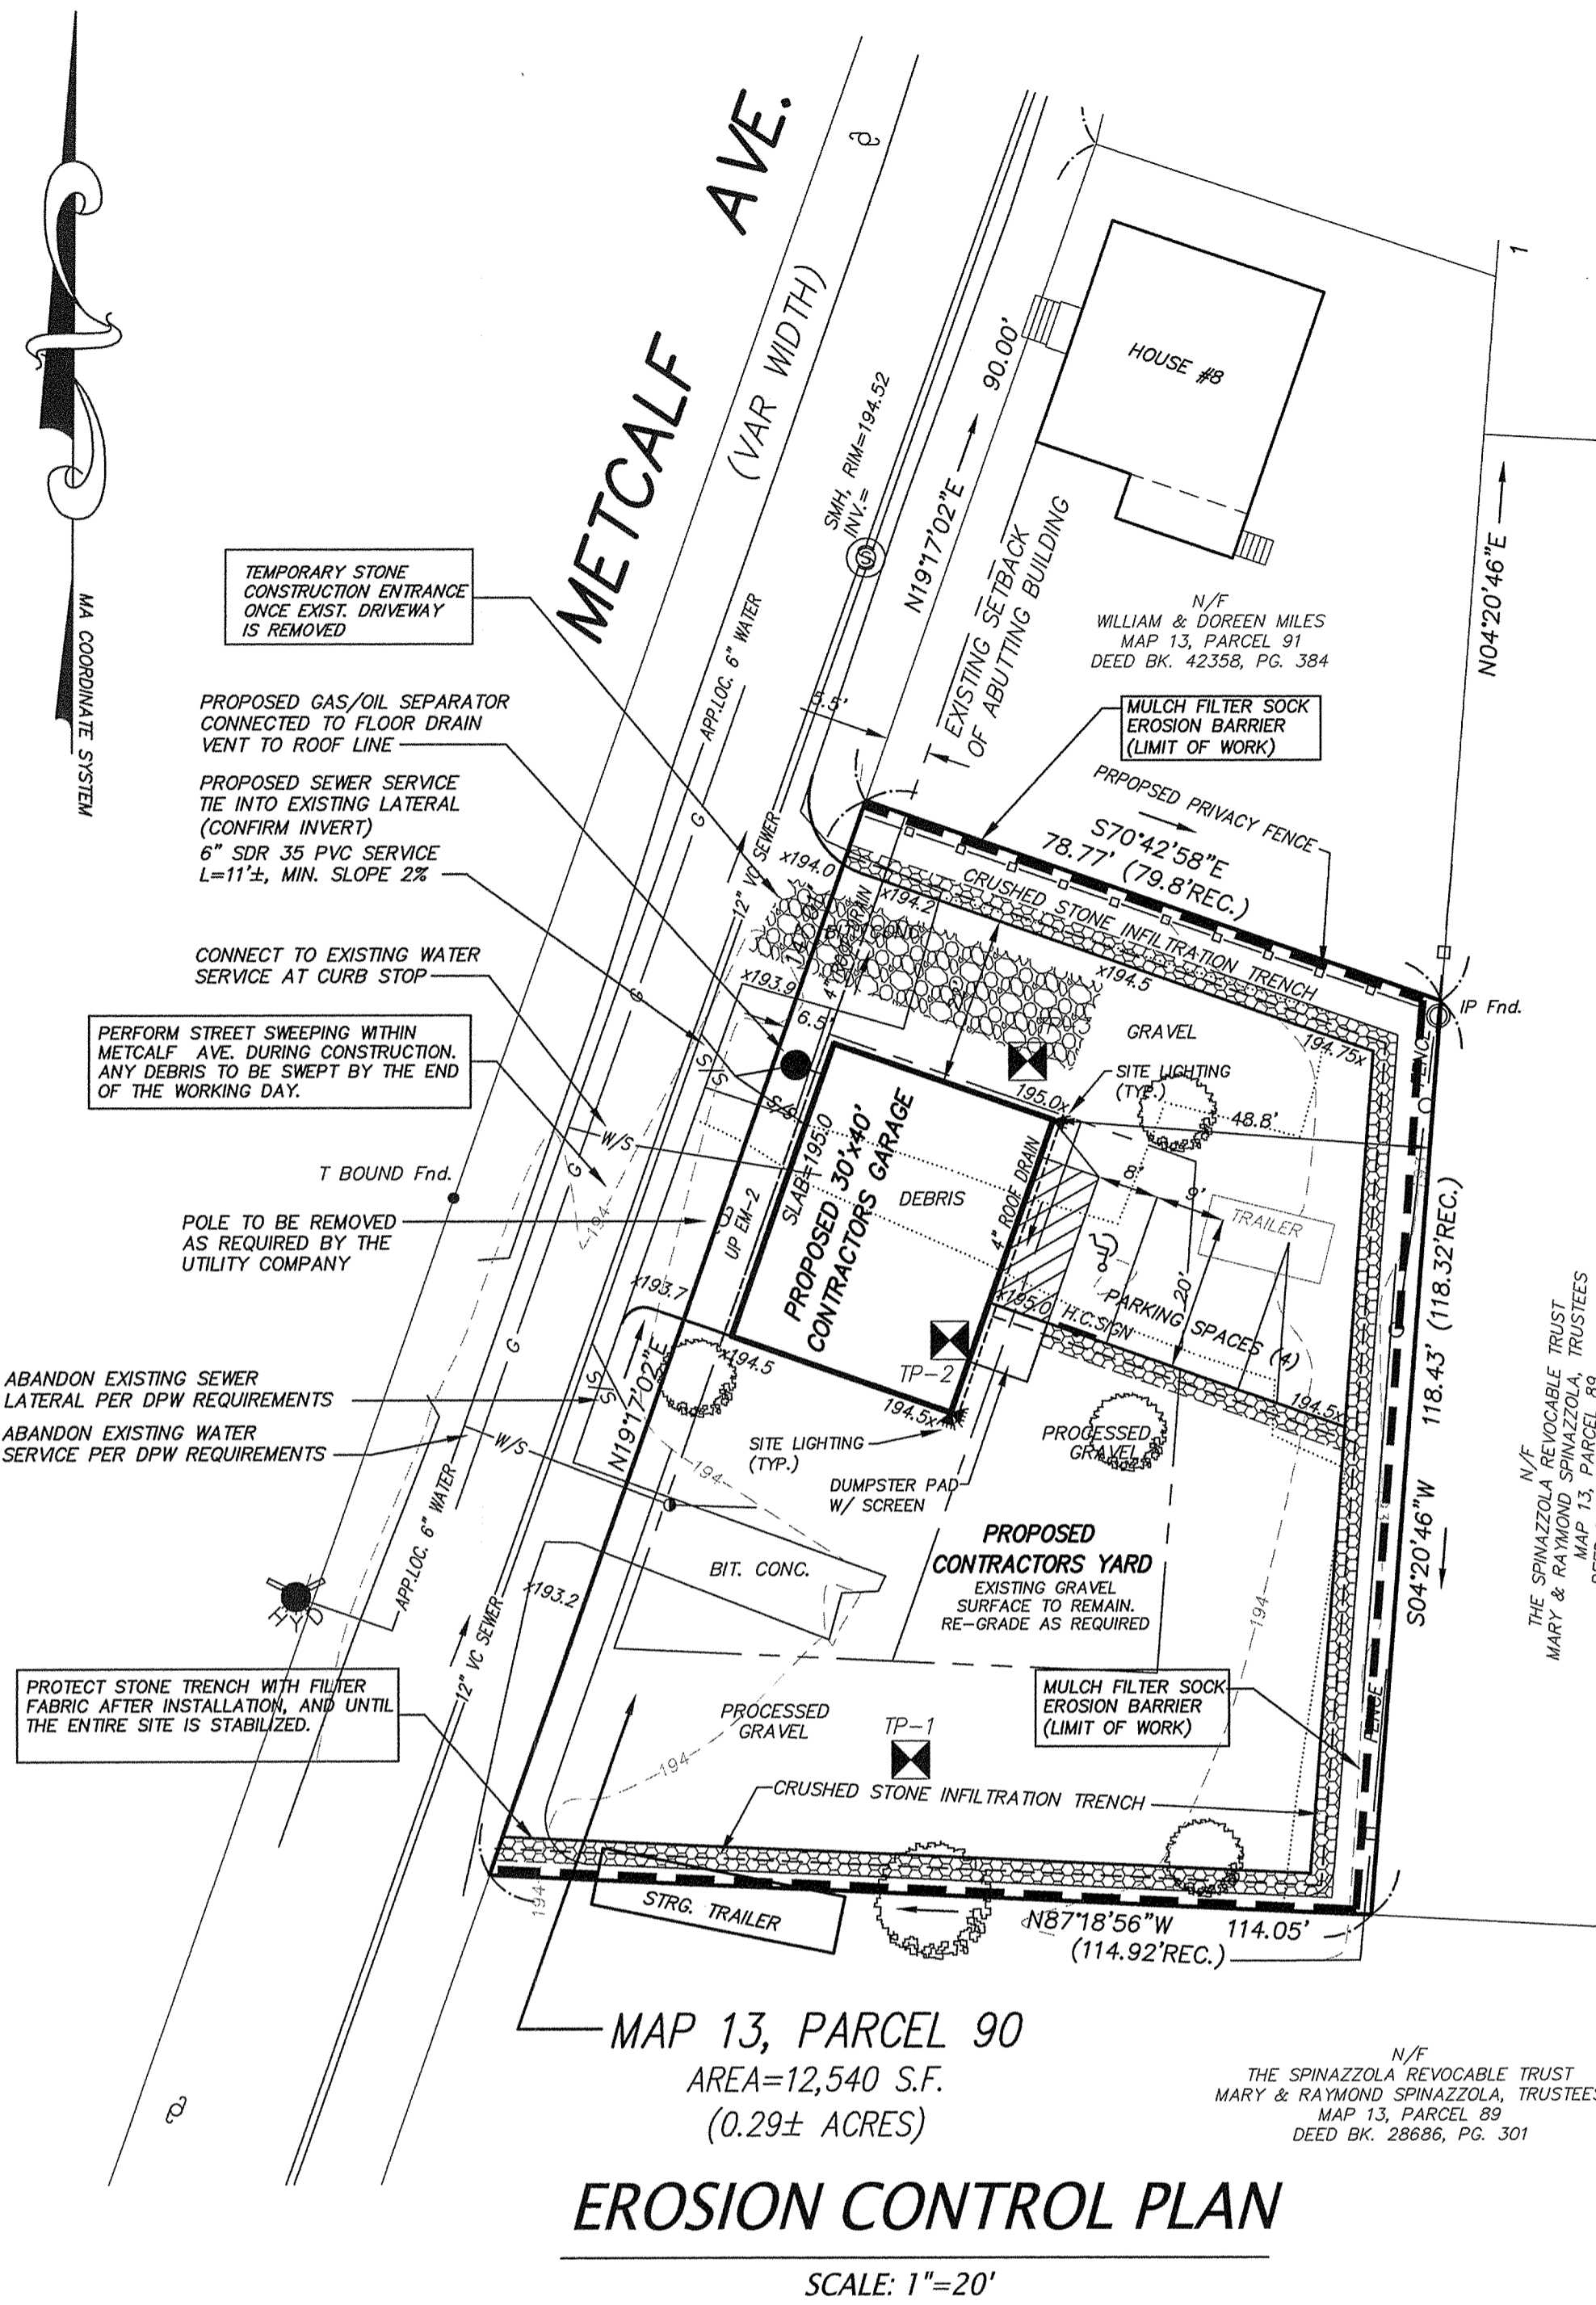 METCALF AVE.
(VAR WIDTH)
MA COORDINATE SYSTEM
1
HOUSE #8
90.00'
N19°17'02"E
SMH, RIM=194.52
INV.=
N04°20'46"E
EXISTING SETBACK
OF ABUTTING BUILDING
N/F
WILLIAM & DOREEN MILES
MAP 13, PARCEL 91
DEED BK. 42358, PG. 384
TEMPORARY STONE
CONSTRUCTION ENTRANCE
ONCE EXIST. DRIVEWAY
IS REMOVED
APP.LOC. 6" WATER
PROPOSED GAS/OIL SEPARATOR
CONNECTED TO FLOOR DRAIN
VENT TO ROOF LINE
MULCH FILTER SOCK
EROSION BARRIER
(LIMIT OF WORK)
PROPOSED SEWER SERVICE
TIE INTO EXISTING LATERAL
(CONFIRM INVERT)
6" SDR 35 PVC SERVICE
L=11'±, MIN. SLOPE 2%
PRPOPSED PRIVACY FENCE
S70°42'58"E
78.77' (79.8'REC.)
5.5'
G
12" VC SEWER
x194.0
x194.2
CRUSHED STONE INFILTRATION TRENCH
x194.5
CONNECT TO EXISTING WATER
SERVICE AT CURB STOP
x193.9
6.5'
G
IP Fnd.
GRAVEL
194.75x
FENCE
PERFORM STREET SWEEPING WITHIN
METCALF AVE. DURING CONSTRUCTION.
ANY DEBRIS TO BE SWEPT BY THE END
OF THE WORKING DAY.
S/S
S/S
195.0x
SITE LIGHTING
(TYP.)
48.8'
W/S
G
T BOUND Fnd.
SLAB=195.0
PROPOSED 30'x40'
CONTRACTORS GARAGE
DEBRIS
4" ROOF DRAIN
8'
9'
TRAILER
POLE TO BE REMOVED
AS REQUIRED BY THE
UTILITY COMPANY
194
UP EM-2
118.43' (118.32'REC.)
S04°20'46"W
x193.7
x195.0
H.C.SIGN
20'
PARKING SPACES (4)
G
N19°17'02"E
x194.5
TP-2
194.5x
194.5x
ABANDON EXISTING SEWER
LATERAL PER DPW REQUIREMENTS
S/S
ABANDON EXISTING WATER
SERVICE PER DPW REQUIREMENTS
W/S
SITE LIGHTING
(TYP.)
PROCESSED
GRAVEL
194
DUMPSTER PAD
W/ SCREEN
APP.LOC. 6" WATER
PROPOSED
CONTRACTORS YARD
EXISTING GRAVEL
SURFACE TO REMAIN.
RE-GRADE AS REQUIRED
BIT. CONC.
x193.2
HYD
12" VC SEWER
194
N/F
THE SPINAZZOLA REVOCABLE TRUST
MARY & RAYMOND SPINAZZOLA, TRUSTEES
MAP 13, PARCEL 89
PROTECT STONE TRENCH WITH FILTER
FABRIC AFTER INSTALLATION, AND UNTIL
THE ENTIRE SITE IS STABILIZED.
MULCH FILTER SOCK
EROSION BARRIER
(LIMIT OF WORK)
FENCE
PROCESSED
GRAVEL
TP-1
194
CRUSHED STONE INFILTRATION TRENCH
194
STRG. TRAILER
N87°18'56"W 114.05'
(114.92'REC.)
MAP 13, PARCEL 90
AREA=12,540 S.F.
(0.29± ACRES)
N/F
THE SPINAZZOLA REVOCABLE TRUST
MARY & RAYMOND SPINAZZOLA, TRUSTEES
MAP 13, PARCEL 89
DEED BK. 28686, PG. 301
EROSION CONTROL PLAN
SCALE: 1"=20'